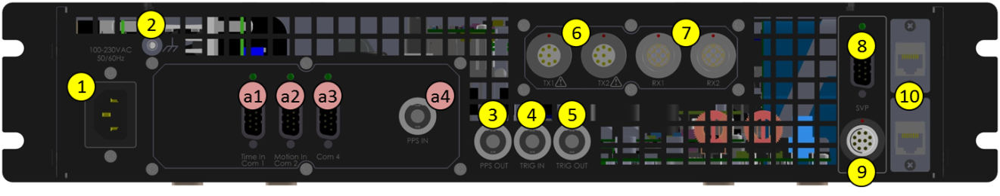 2
6
7
100-230VAC
50/60Hz
8
1
a1
a2
a3
a4
TX1
TX2
RX1
RX2
10
3
4
5
SVP
PPS IN
Time In
Com 1
Motion In
Com 2
Com 4
PPS OUT
TRIG IN
TRIG OUT
9